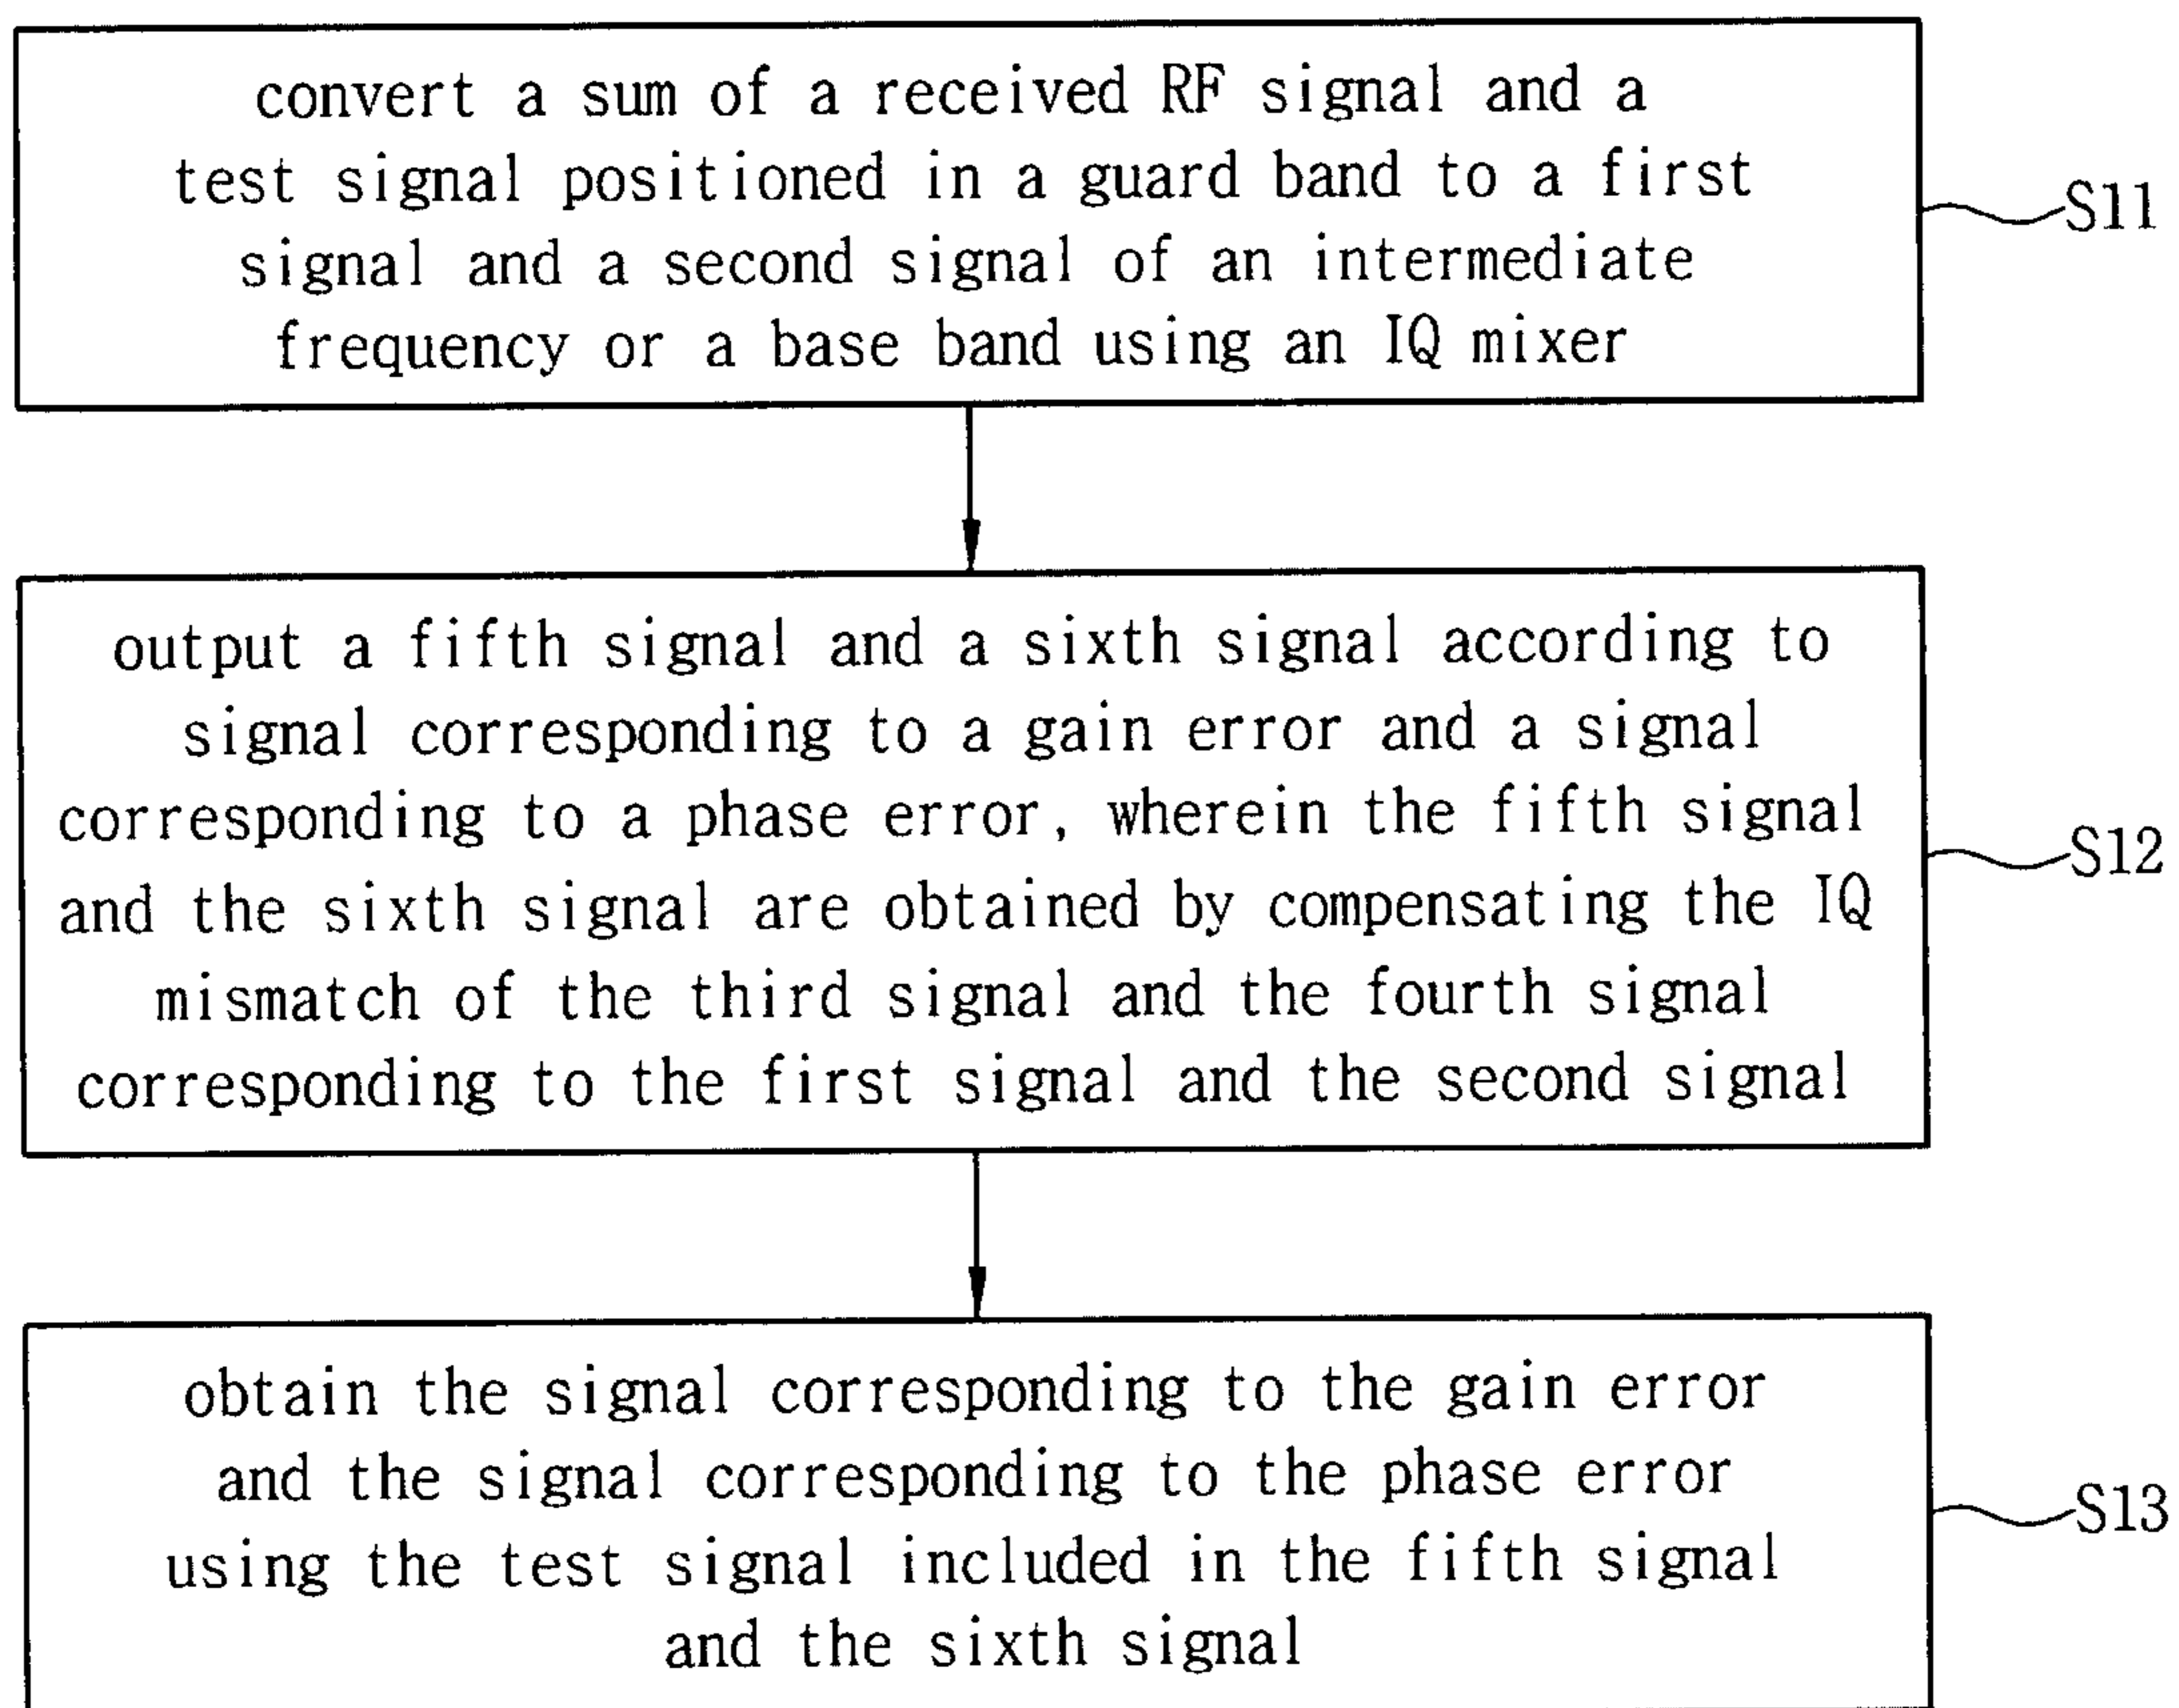 convert a sum of a received RF signal and a
test signal positioned in a guard band to a first
signal and a second signal of an intermediate
frequency or a base band using an IQ mixer
S11
output a fifth signal and a sixth signal according to
signal corresponding to a gain error and a signal
corresponding to a phase error, wherein the fifth signal
and the sixth signal are obtained by compensating the IQ
mismatch of the third signal and the fourth signal
corresponding to the first signal and the second signal
S12
obtain the signal corresponding to the gain error
and the signal corresponding to the phase error
using the test signal included in the fifth signal
and the sixth signal
S13